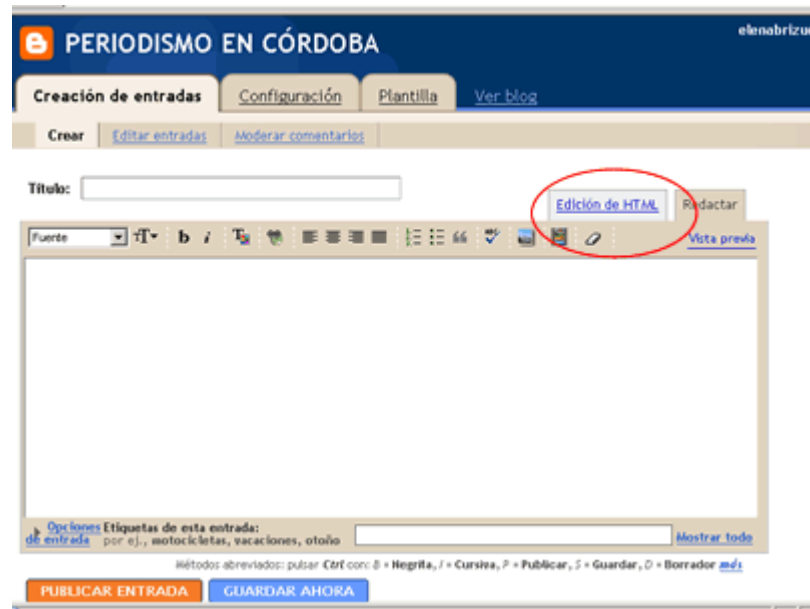 elenabrizu
PERIODISMO EN CÓRDOBA
Creación de entradas Configuración Plantilla Ver blog
Crear Editar entradas Moderar comentarios
Título:
Edición de HTML Redactar
Fuente b i Vista previa
Opciones de entrada Etiquetas de esta entrada:
por ej., motocicletas, vacaciones, otoño Mostrar todo
Métodos abreviados: pulsar Ctrl con: B = Negrita, I = Cursiva, P = Publicar, S = Guardar, D = Borrador más
PUBLICAR ENTRADA GUARDAR AHORA